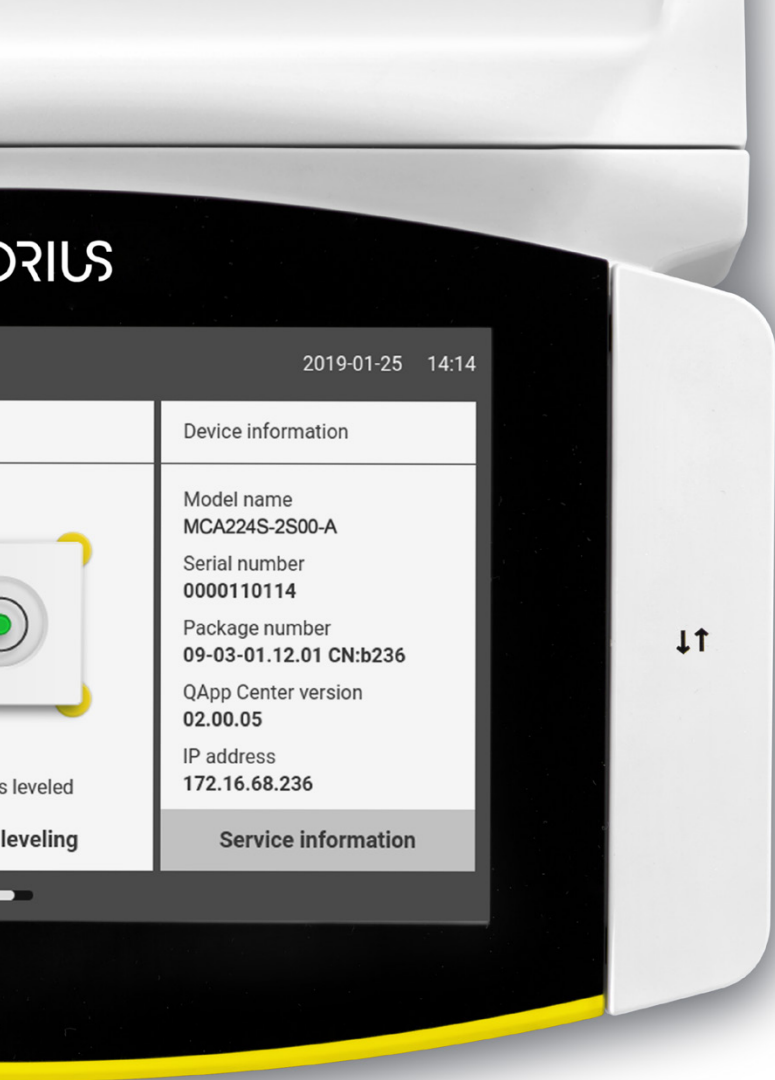 ORIUS
2019-01-25 14:14
Device information
Model name
MCA224S-2S00-A
Serial number
0000110114
Package number
09-03-01.12.01 CN:b236
QApp Center version
02.00.05
IP address
172.16.68.236
s leveled
leveling
Service information
↓↑